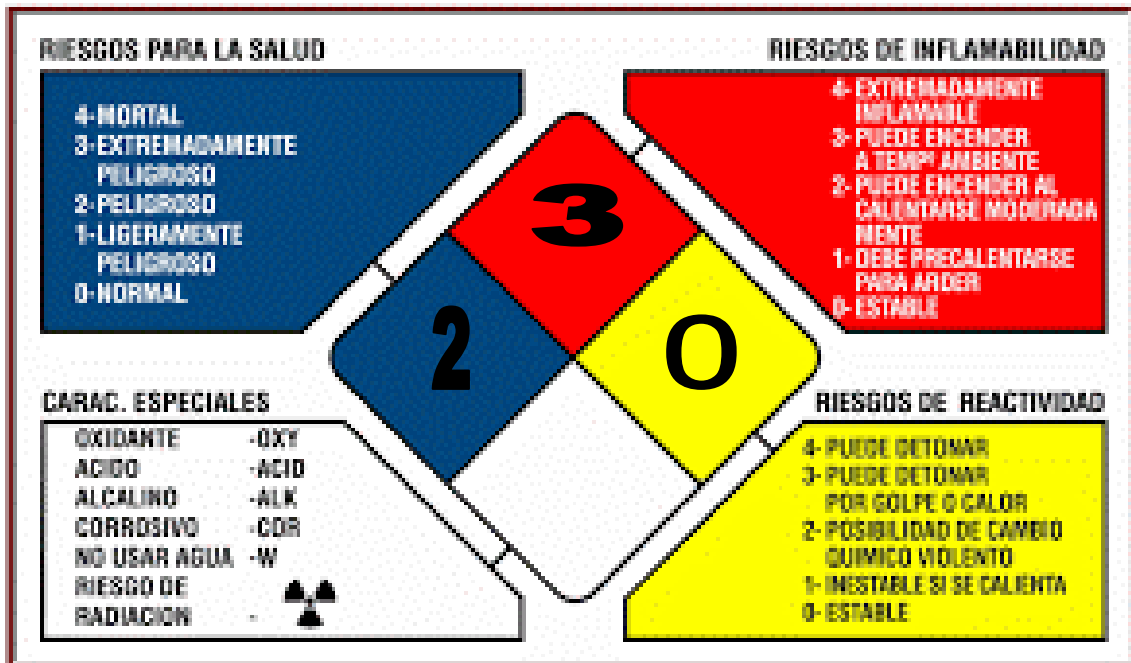 RIESGOS PARA LA SALUD
4-MORTAL
3-EXTREMADAMENTE
PELIGROSO
2-PELIGROSO
1-LIGERAMENTE
PELIGROSO
0-NORMAL
RIESGOS DE INFLAMABILIDAD
4- EXTREMADAMENTE
INFLAMABLE
3- PUEDE ENCENDER
A TEMPº AMBIENTE
2- PUEDE ENCENDER AL
CALENTARSE MODERADA
MENTE
1- DEBE PRECALENTARSE
PARA ARDER
0- ESTABLE
3
2
0
CARAC. ESPECIALES
OXIDANTE -OXY
ACIDO -ACID
ALCALINO -ALK
CORROSIVO -COR
NO USAR AGUA -W
RIESGO DE
RADIACION -
RIESGOS DE REACTIVIDAD
4- PUEDE DETONAR
3- PUEDE DETONAR
POR GOLPE O CALOR
2- POSIBILIDAD DE CAMBIO
QUIMICO VIOLENTO
1- INESTABLE SI SE CALIENTA
0- ESTABLE